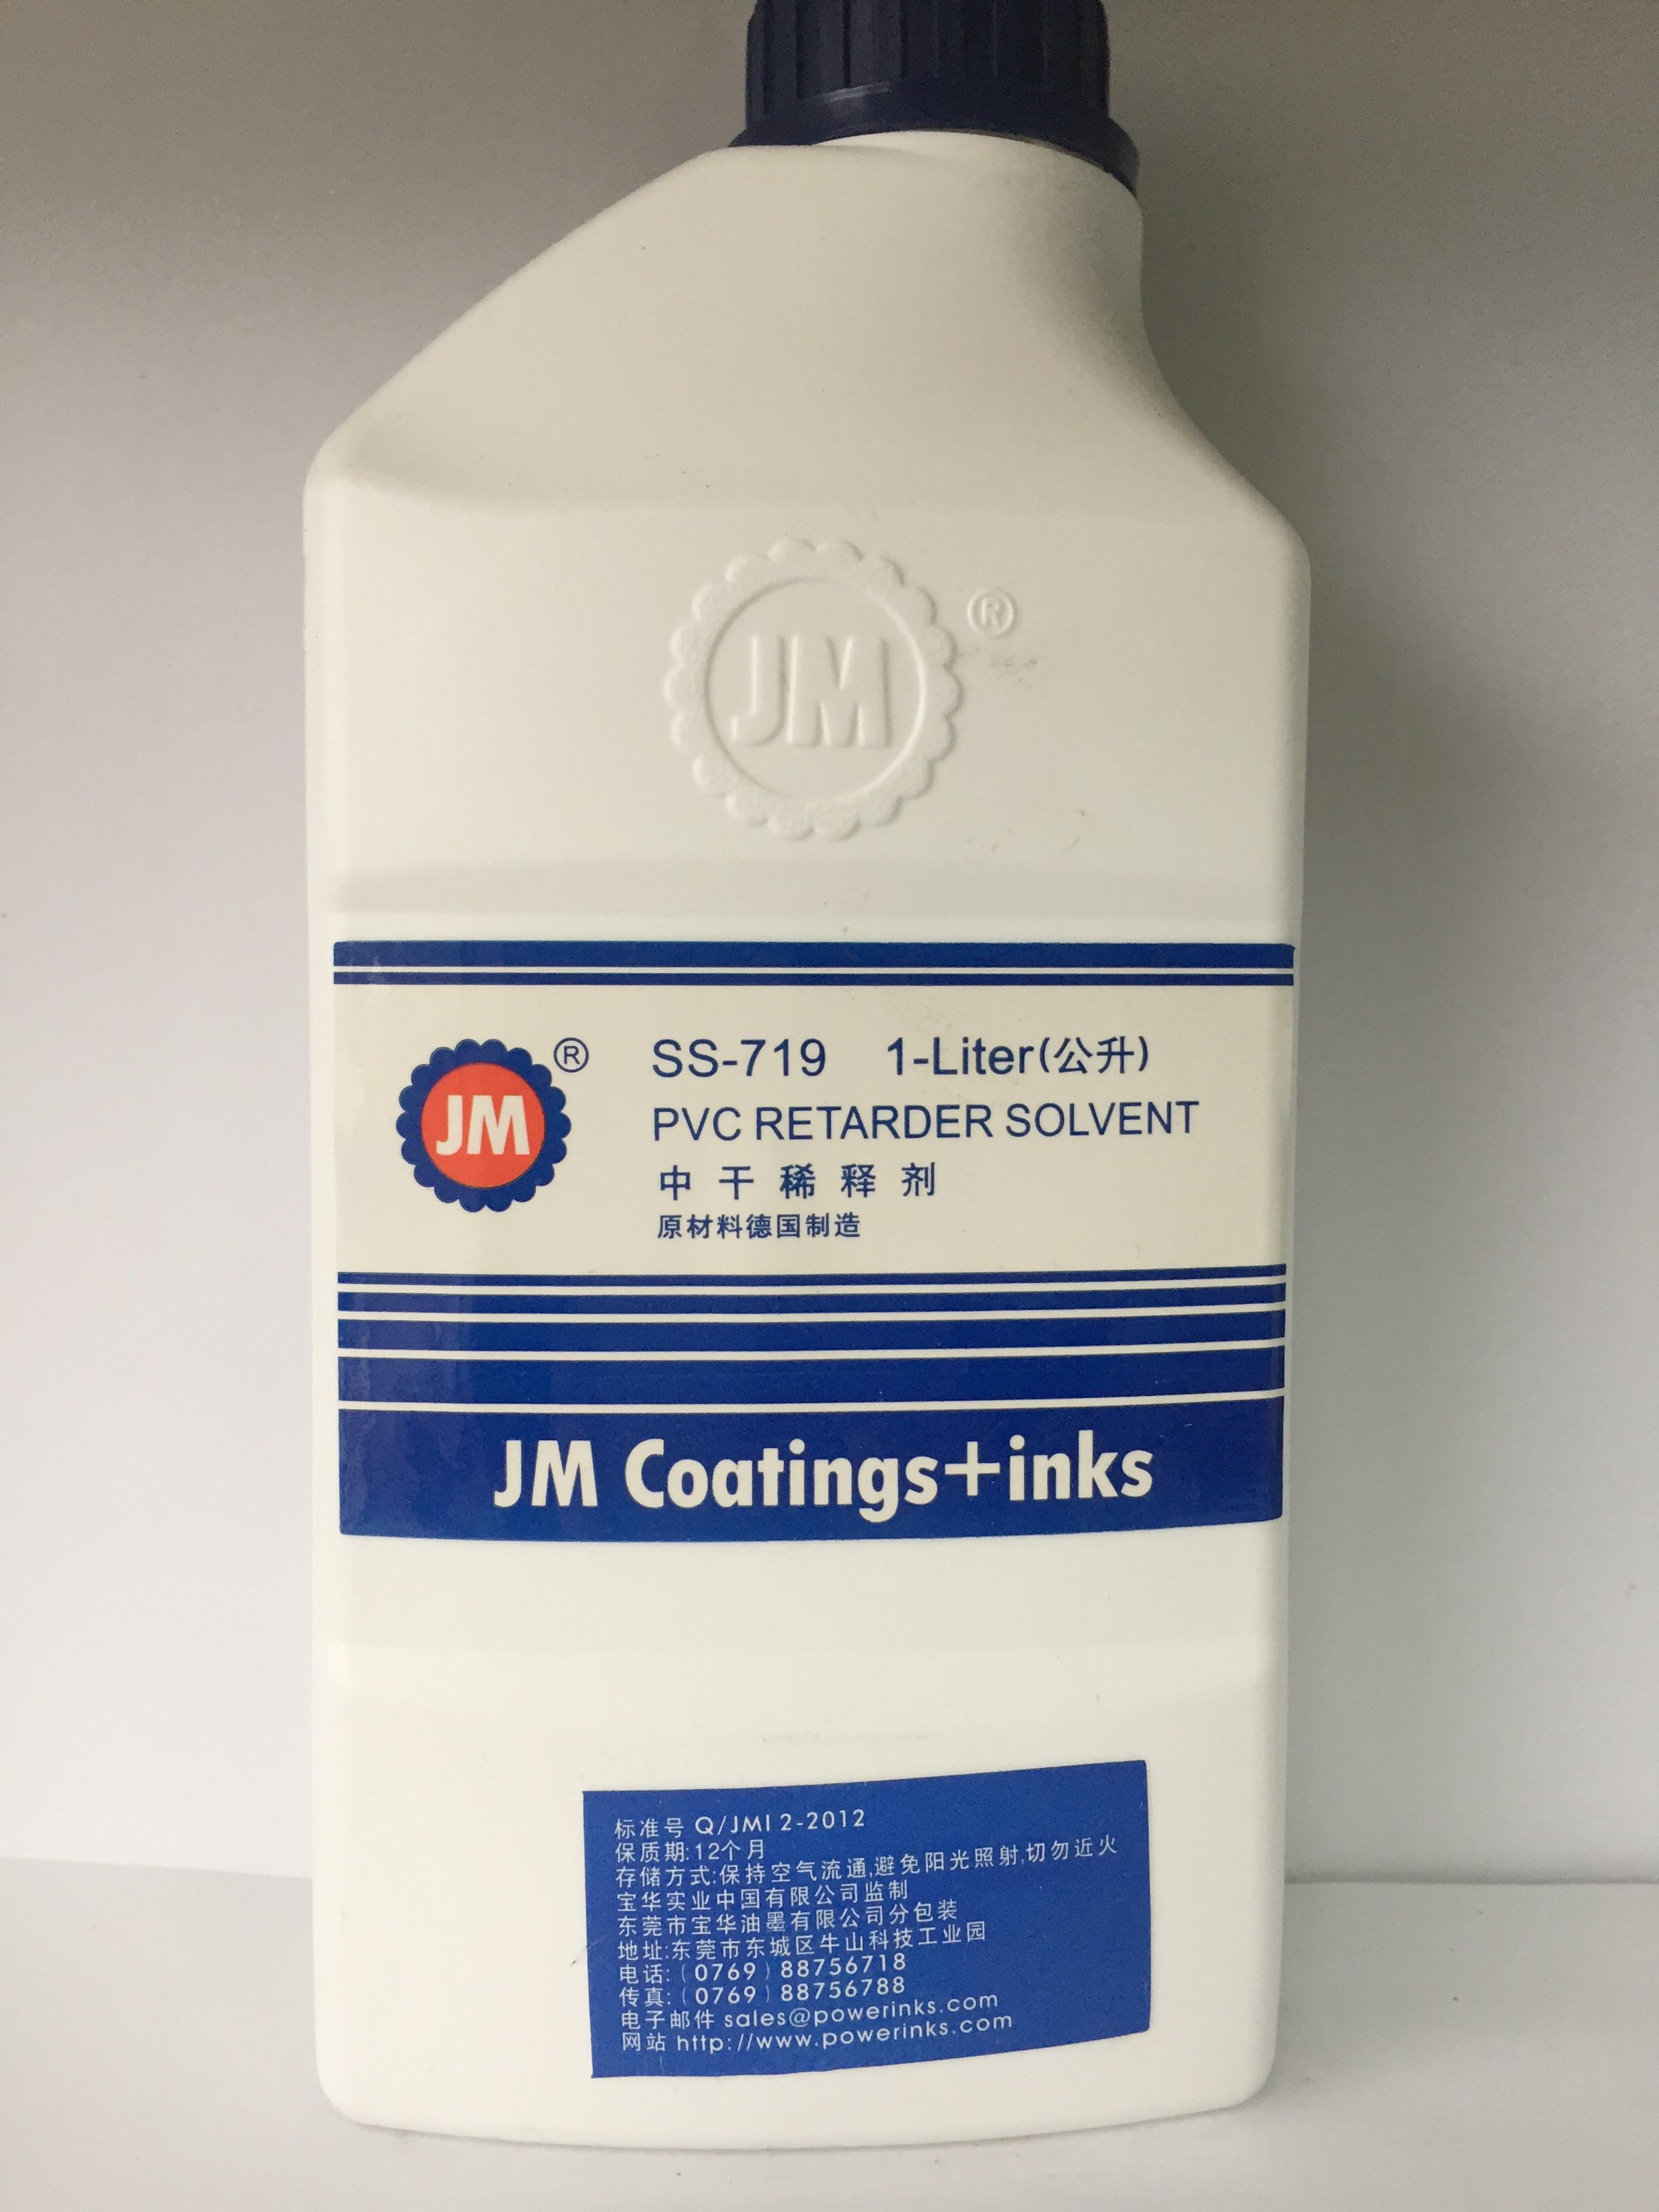 JM ®
JM ®
SS-719 1-Liter(公升)
PVC RETARDER SOLVENT
中干稀释剂
原材料德国制造
JM Coatings+inks
标准号 Q/JMI 2-2012
保质期:12个月
存储方式:保持空气流通,避免阳光照射,切勿近火
宝华实业中国有限公司监制
东莞市宝华油墨有限公司分包装
地址:东莞市东城区牛山科技工业园
电话:(0769)88756718
传真:(0769)88756788
电子邮件 sales@powerinks.com
网站 http://www.powerinks.com